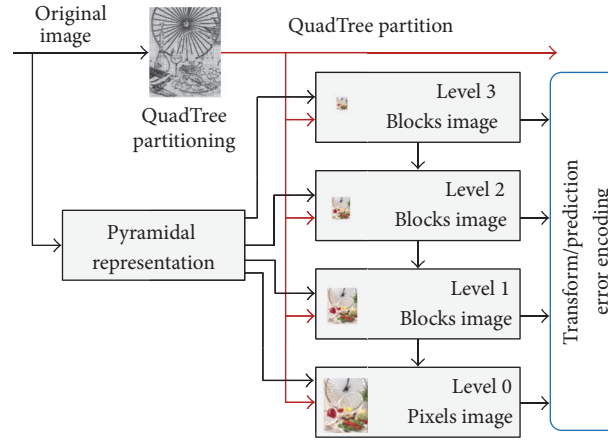 Original
image
QuadTree partition
QuadTree
partitioning
Level 3
Blocks image
Level 2
Blocks image
Pyramidal
representation
Level 1
Blocks image
Level 0
Pixels image
Transform/prediction
error encoding